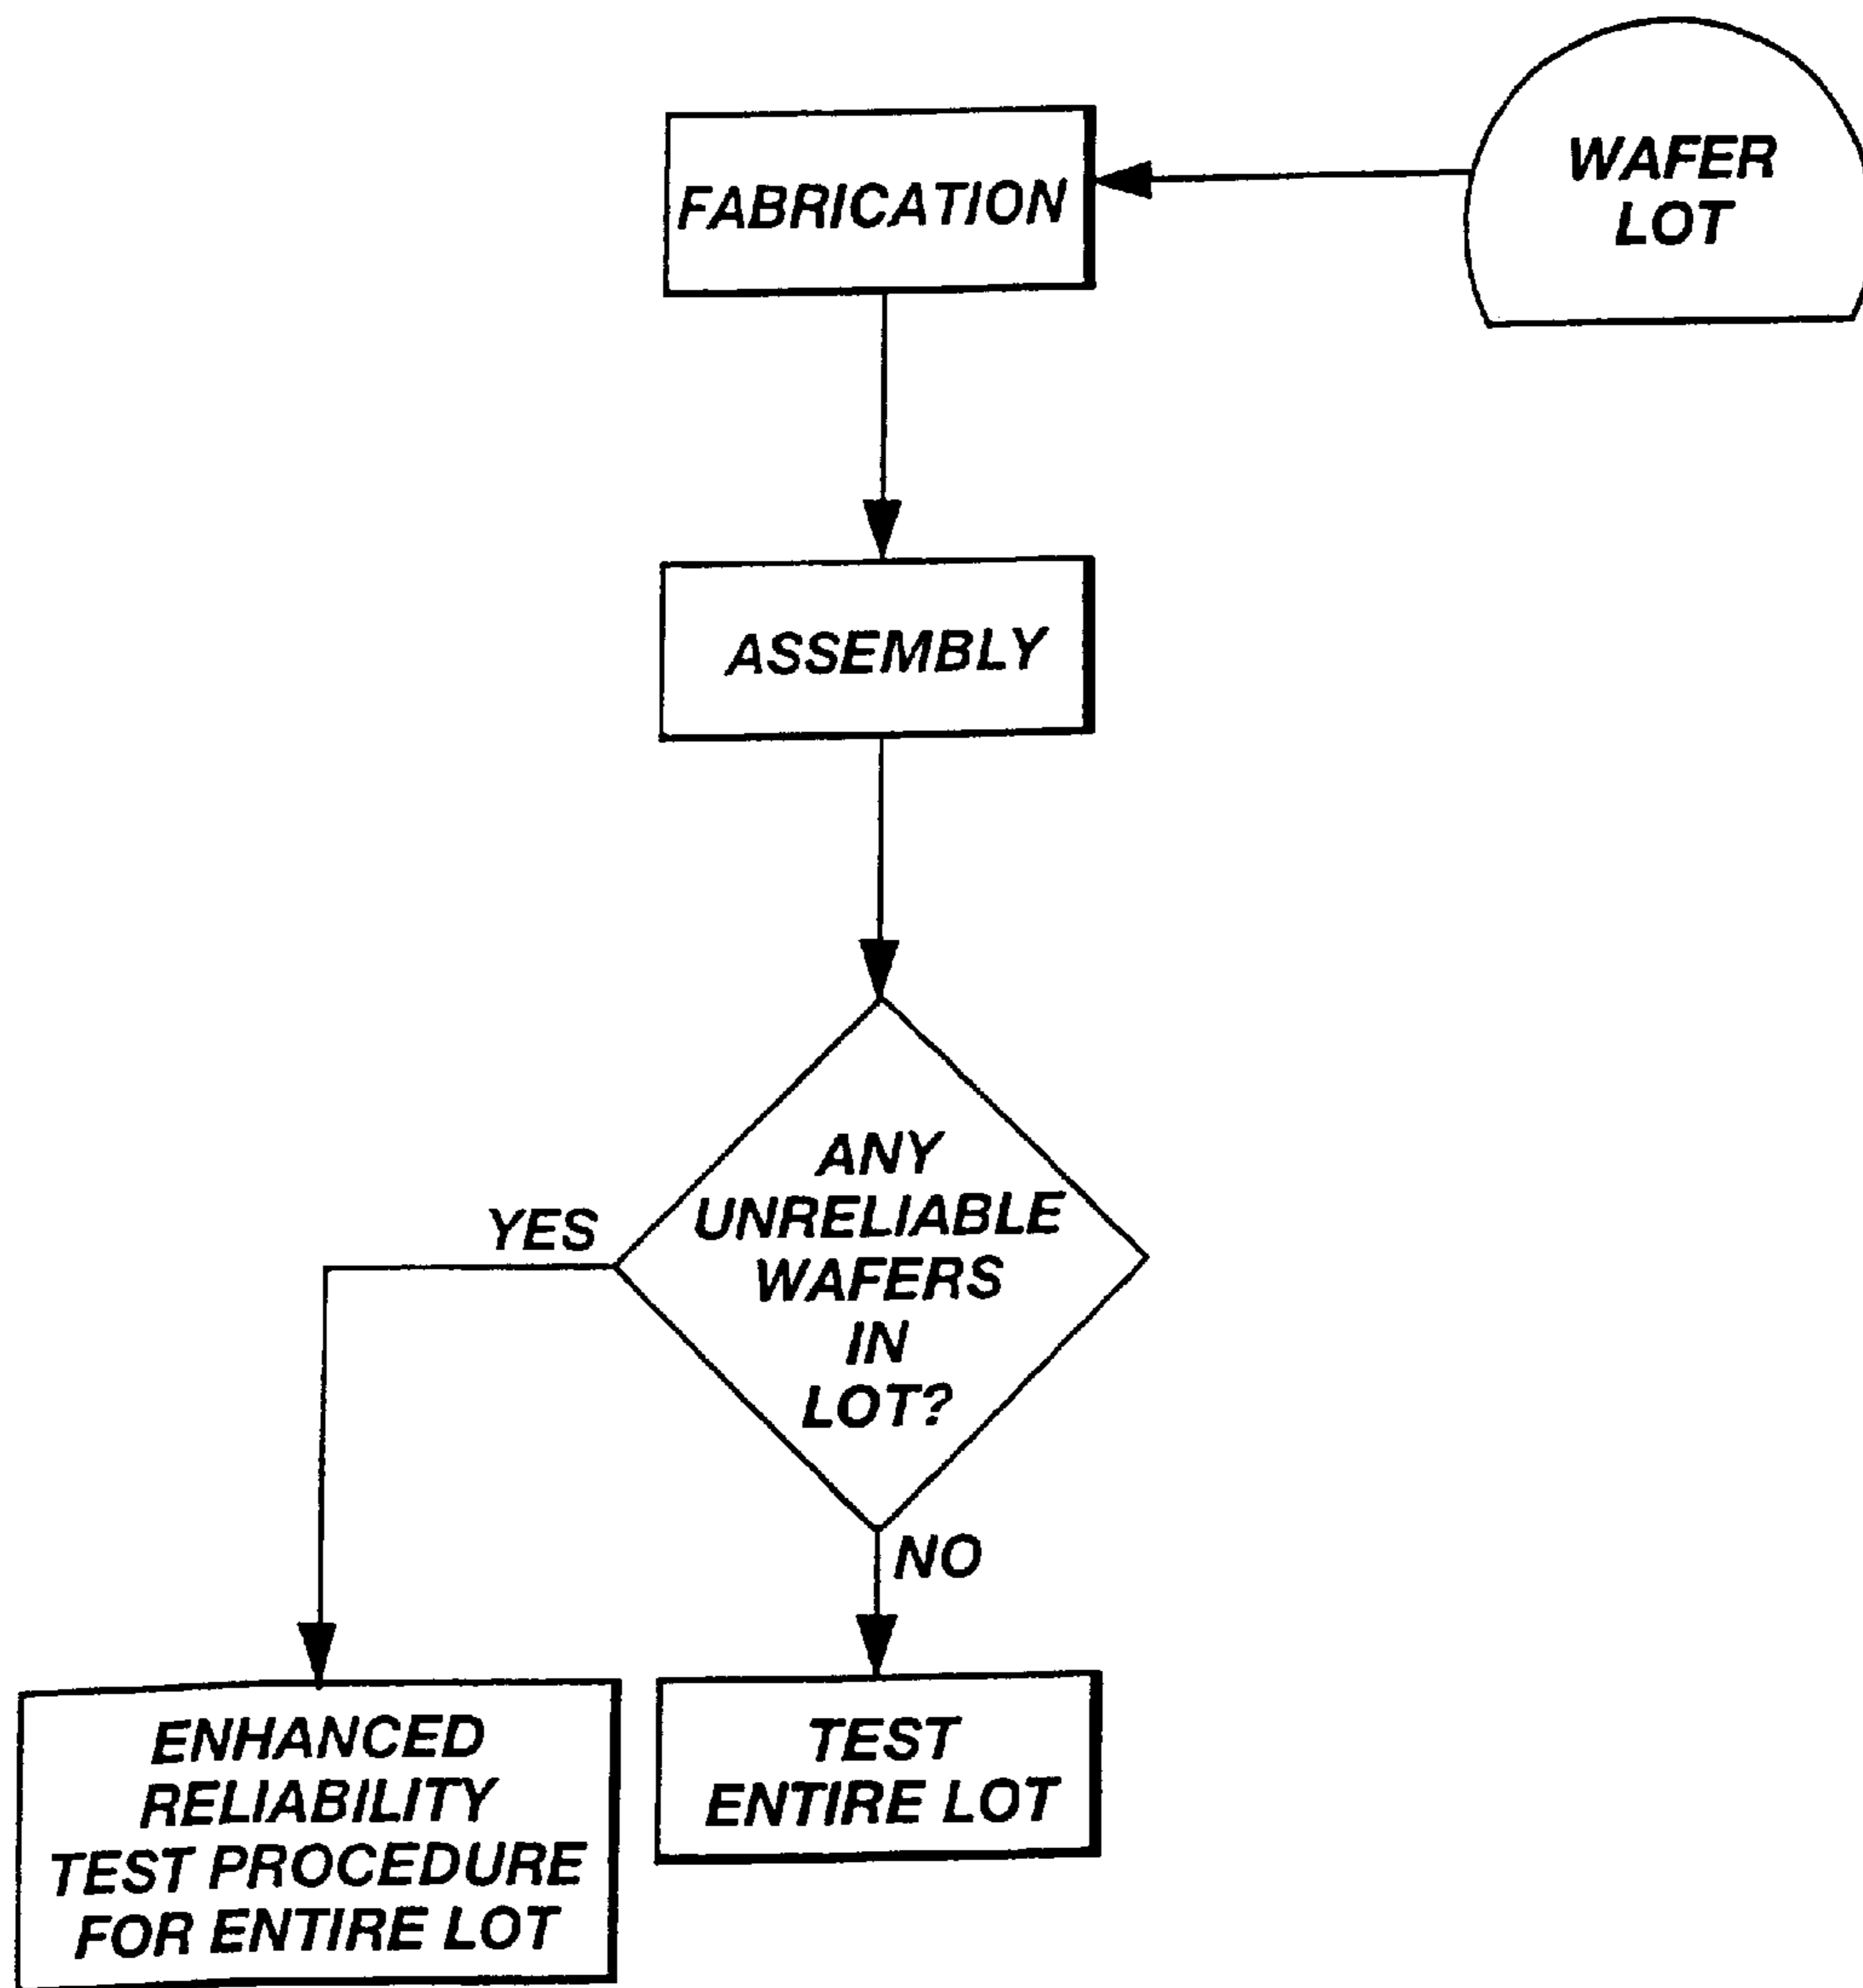 WAFER
LOT
FABRICATION
ASSEMBLY
ANY
UNRELIABLE
WAFERS
IN
LOT?
YES
NO
ENHANCED
RELIABILITY
TEST PROCEDURE
FOR ENTIRE LOT
TEST
ENTIRE LOT